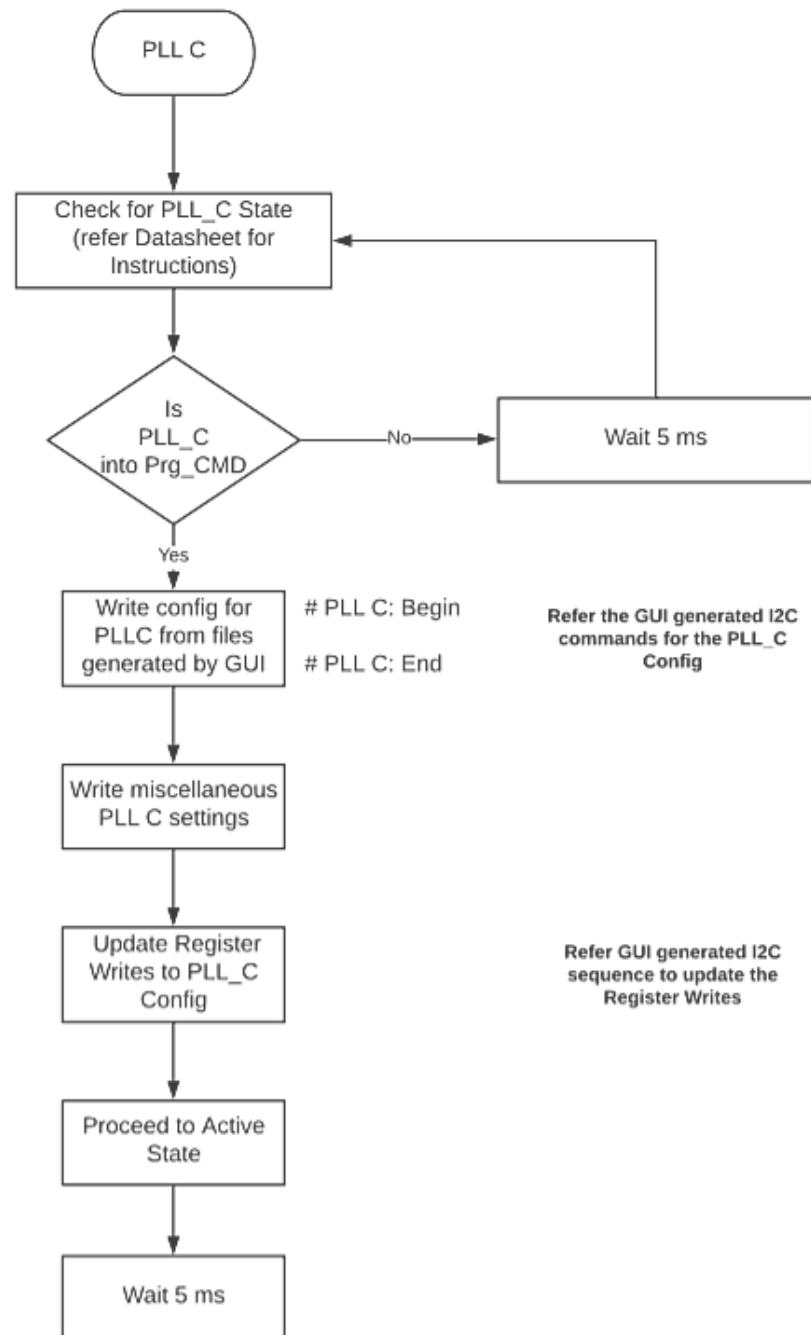 PLL C
Check for PLL_C State
(refer Datasheet for
Instructions)
Is
PLL_C
into Prg_CMD
No
Wait 5 ms
Yes
Write config for
PLLC from files
generated by GUI
# PLL C: Begin
# PLL C: End
Refer the GUI generated I2C
commands for the PLL_C
Config
Write miscellaneous
PLL C settings
Update Register
Writes to PLL_C
Config
Refer GUI generated I2C
sequence to update the
Register Writes
Proceed to Active
State
Wait 5 ms